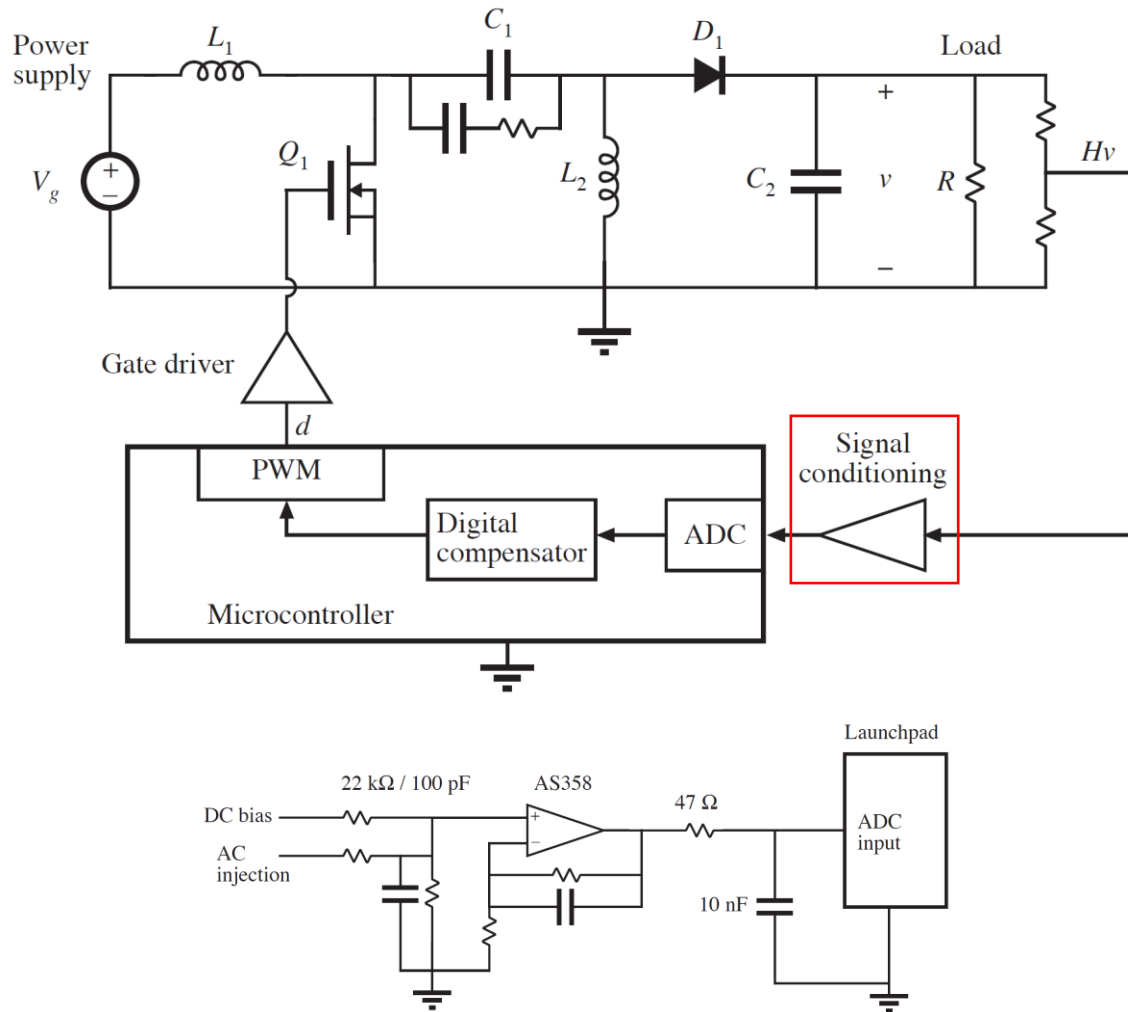 Power
supply
L₁
C₁
D₁
Load
+
−
V_g
Q₁
L₂
C₂
+
v
−
R
Hv
Gate driver
d
PWM
Digital
compensator
ADC
Signal
conditioning
Microcontroller
Launchpad
22 kΩ / 100 pF
AS358
47 Ω
DC bias
+
−
AC
injection
ADC
input
10 nF